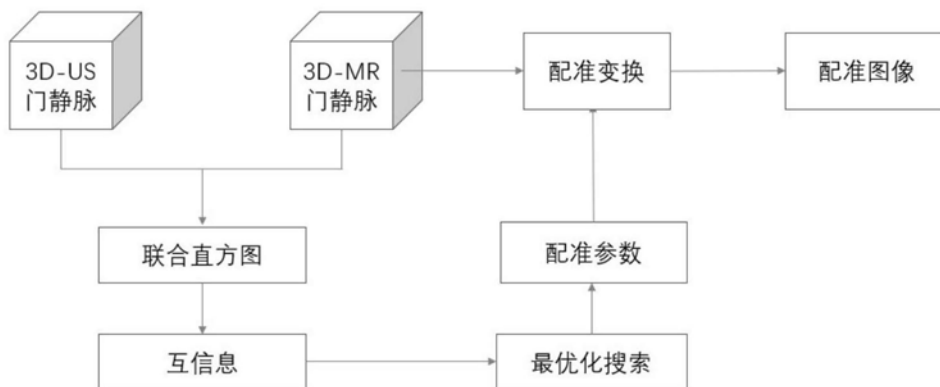 3D-US
门静脉
3D-MR
门静脉
配准变换
配准图像
联合直方图
配准参数
互信息
最优化搜索